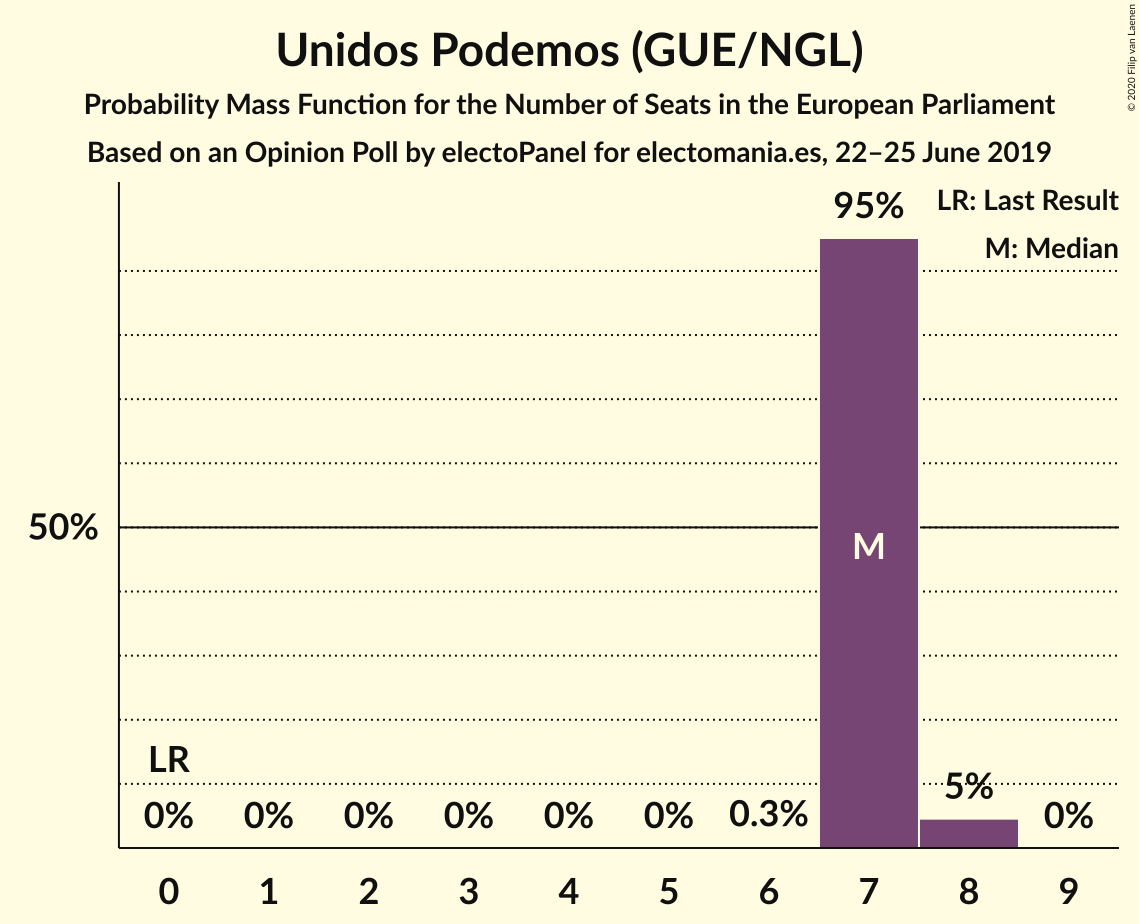 Unidos Podemos (GUE/NGL)
Probability Mass Function for the Number of Seats in the European Parliament
Based on an Opinion Poll by electoPanel for electomania.es, 22–25 June 2019
© 2020 Filip van Laenen
LR: Last Result
M: Median
95%
50%
M
LR
0% 0% 0% 0% 0% 0% 0.3% 5% 0%
0 1 2 3 4 5 6 7 8 9